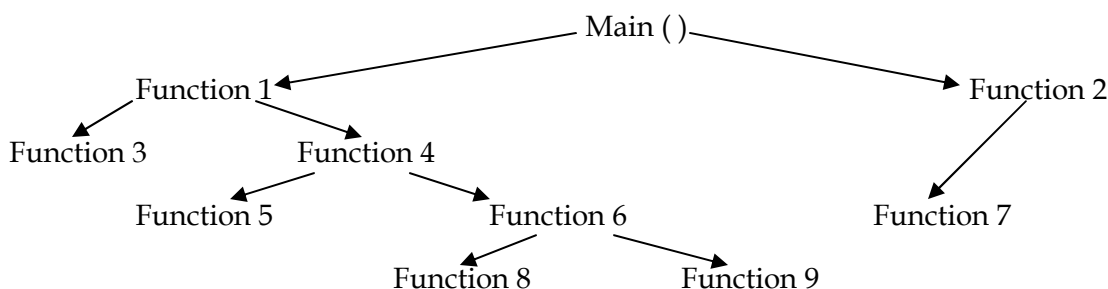 Main ( )
Function 1 Function 2
Function 3 Function 4
Function 5 Function 6 Function 7
Function 8 Function 9